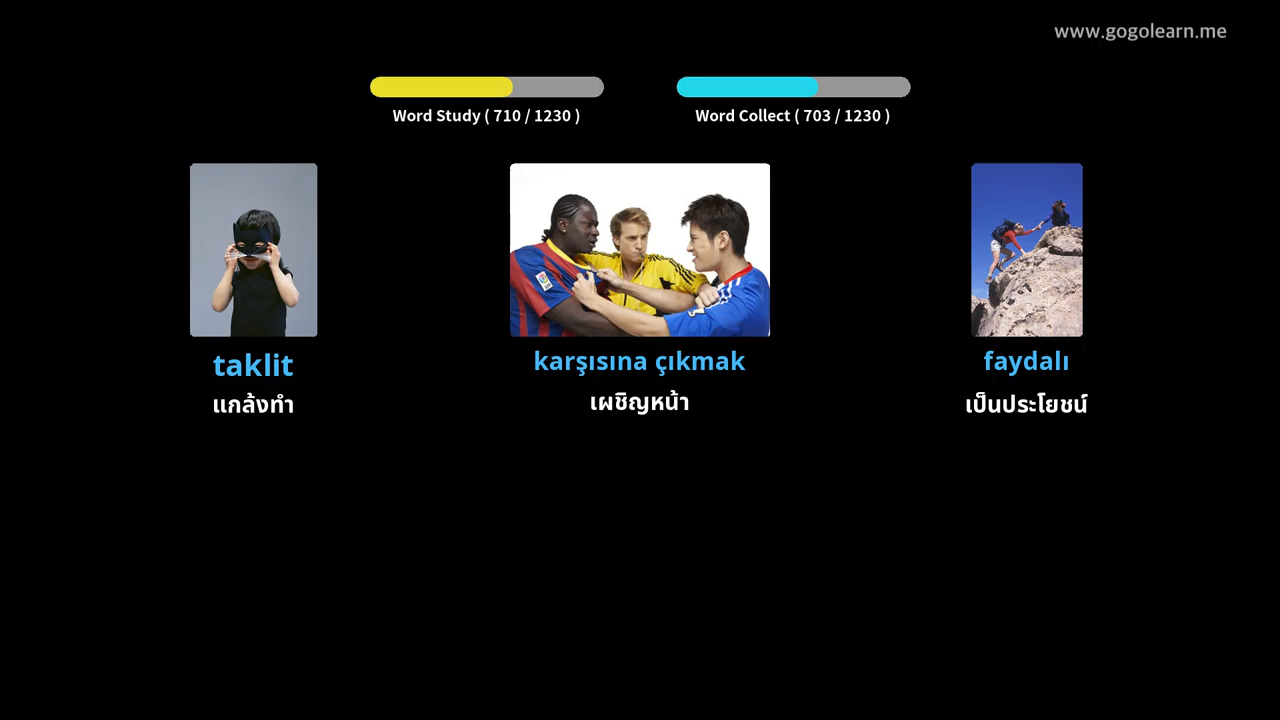 www.gogolearn.me
Word Study ( 710 / 1230 )
Word Collect ( 703 / 1230 )
taklit
karşısına çıkmak
faydalı
แกล้งทำ
เผชิญหน้า
เป็นประโยชน์